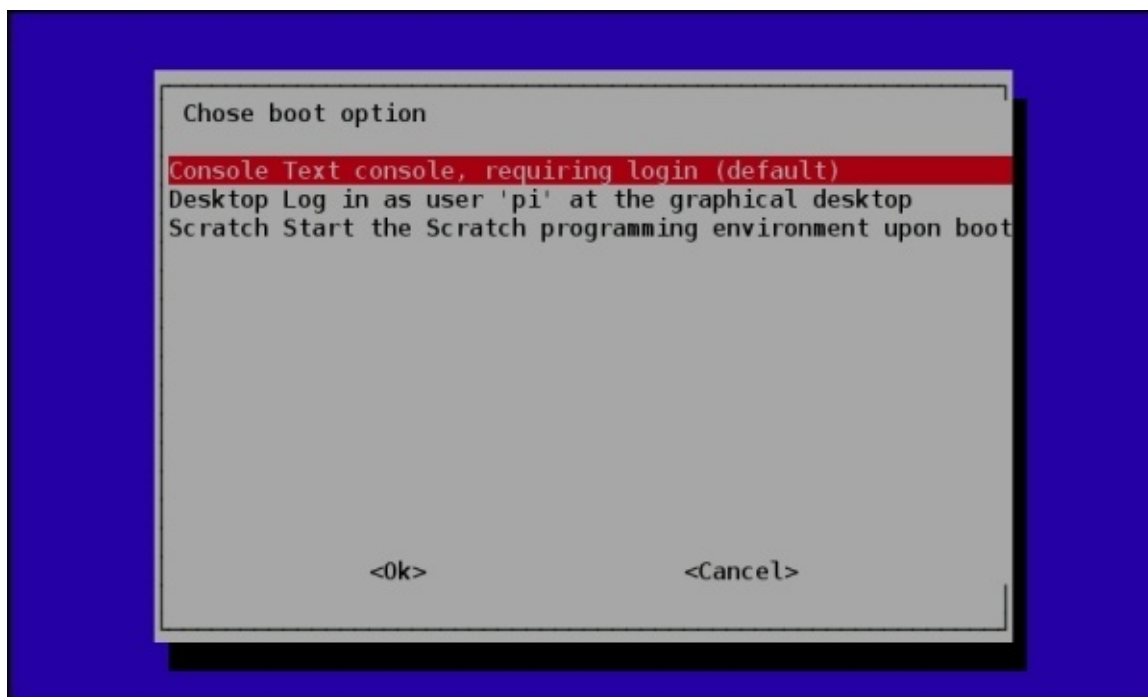 Chose boot option
Console Text console, requiring login (default)
Desktop Log in as user 'pi' at the graphical desktop
Scratch Start the Scratch programming environment upon boot
<Ok> <Cancel>